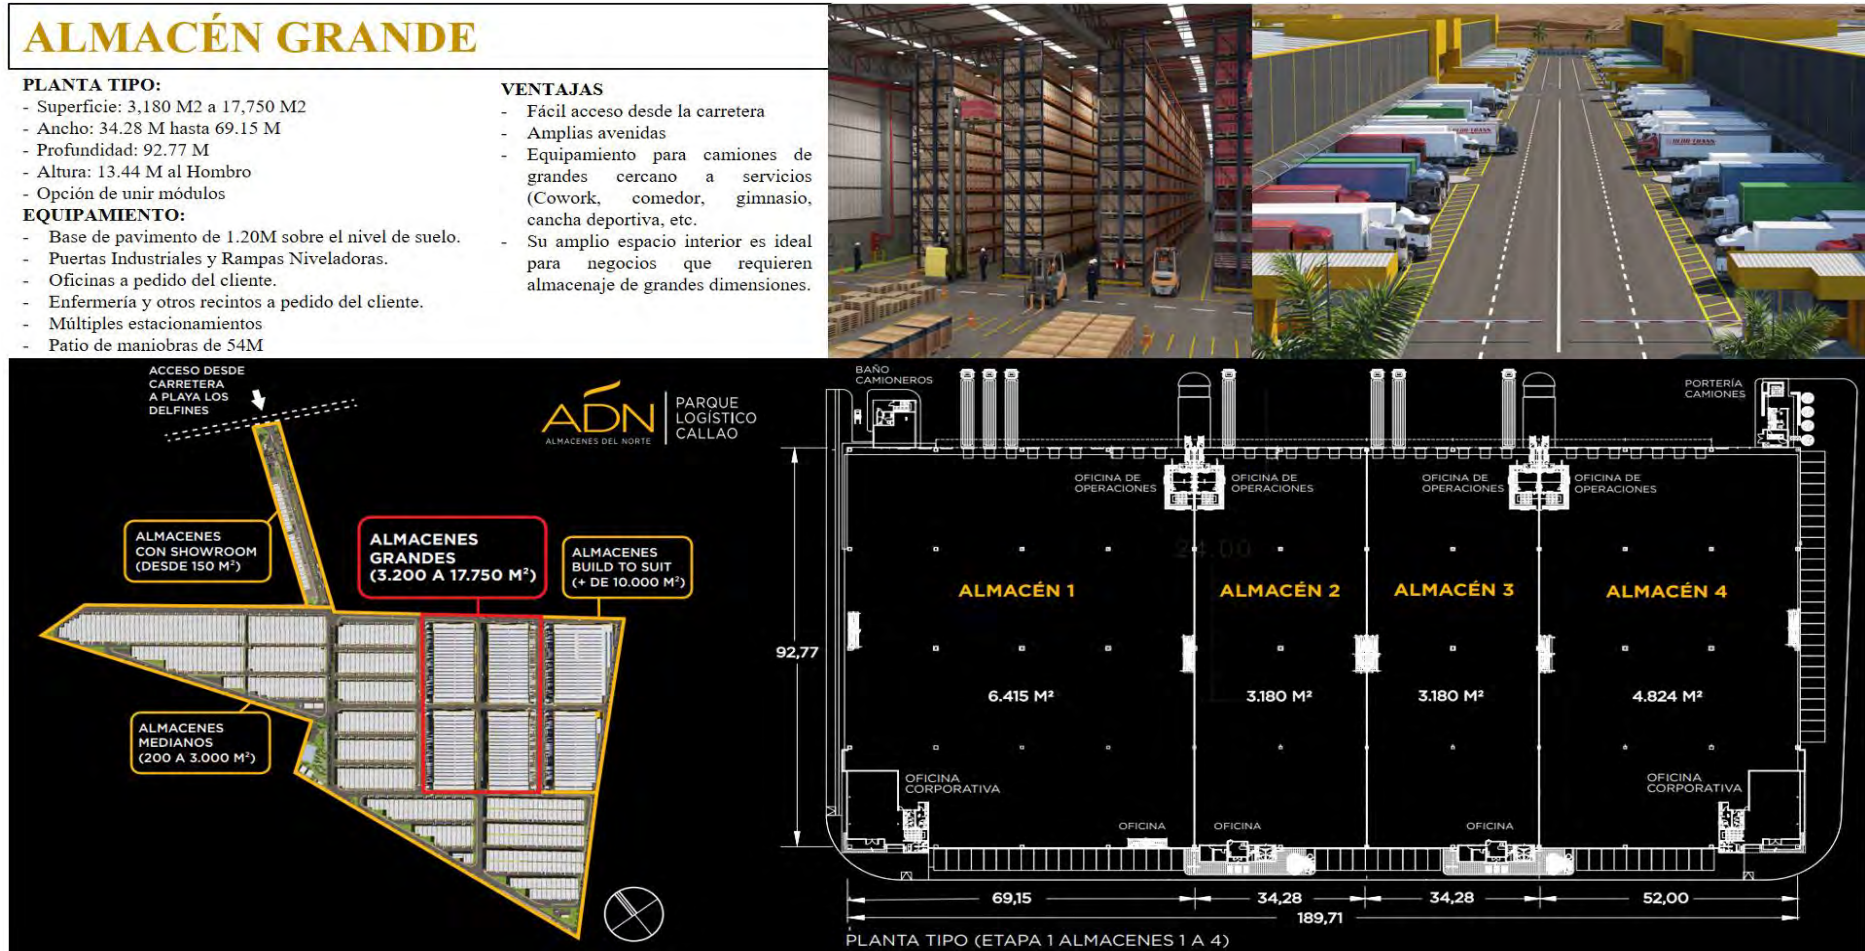 ALMACÉN GRANDE
PLANTA TIPO:
- Superficie: 3,180 M2 a 17,750 M2
- Ancho: 34.28 M hasta 69.15 M
- Profundidad: 92.77 M
- Altura: 13.44 M al Hombro
- Opción de unir módulos
EQUIPAMIENTO:
- Base de pavimento de 1.20M sobre el nivel de suelo.
- Puertas Industriales y Rampas Niveladoras.
- Oficinas a pedido del cliente.
- Enfermería y otros recintos a pedido del cliente.
- Múltiples estacionamientos
- Patio de maniobras de 54M
VENTAJAS
- Fácil acceso desde la carretera
- Amplias avenidas
- Equipamiento para camiones de
grandes cercano a servicios
(Cowork, comedor, gimnasio,
cancha deportiva, etc.
- Su amplio espacio interior es ideal
para negocios que requieren
almacenaje de grandes dimensiones.
ACCESO DESDE
CARRETERA
A PLAYA LOS
DELFINES
ADN
ALMACENES DEL NORTE
PARQUE
LOGÍSTICO
CALLAO
ALMACENES
CON SHOWROOM
(DESDE 150 M²)
ALMACENES
GRANDES
(3.200 A 17.750 M²)
ALMACENES
BUILD TO SUIT
(+ DE 10.000 M²)
ALMACENES
MEDIANOS
(200 A 3.000 M²)
BAÑO
CAMIONEROS
PORTERÍA
CAMIONES
OFICINA DE
OPERACIONES
OFICINA DE
OPERACIONES
OFICINA DE
OPERACIONES
OFICINA DE
OPERACIONES
24.00
ALMACÉN 1
ALMACÉN 2
ALMACÉN 3
ALMACÉN 4
92,77
6.415 M²
3.180 M²
3.180 M²
4.824 M²
OFICINA
CORPORATIVA
OFICINA
CORPORATIVA
OFICINA
OFICINA
OFICINA
69,15
34,28
34,28
52,00
189,71
PLANTA TIPO (ETAPA 1 ALMACENES 1 A 4)